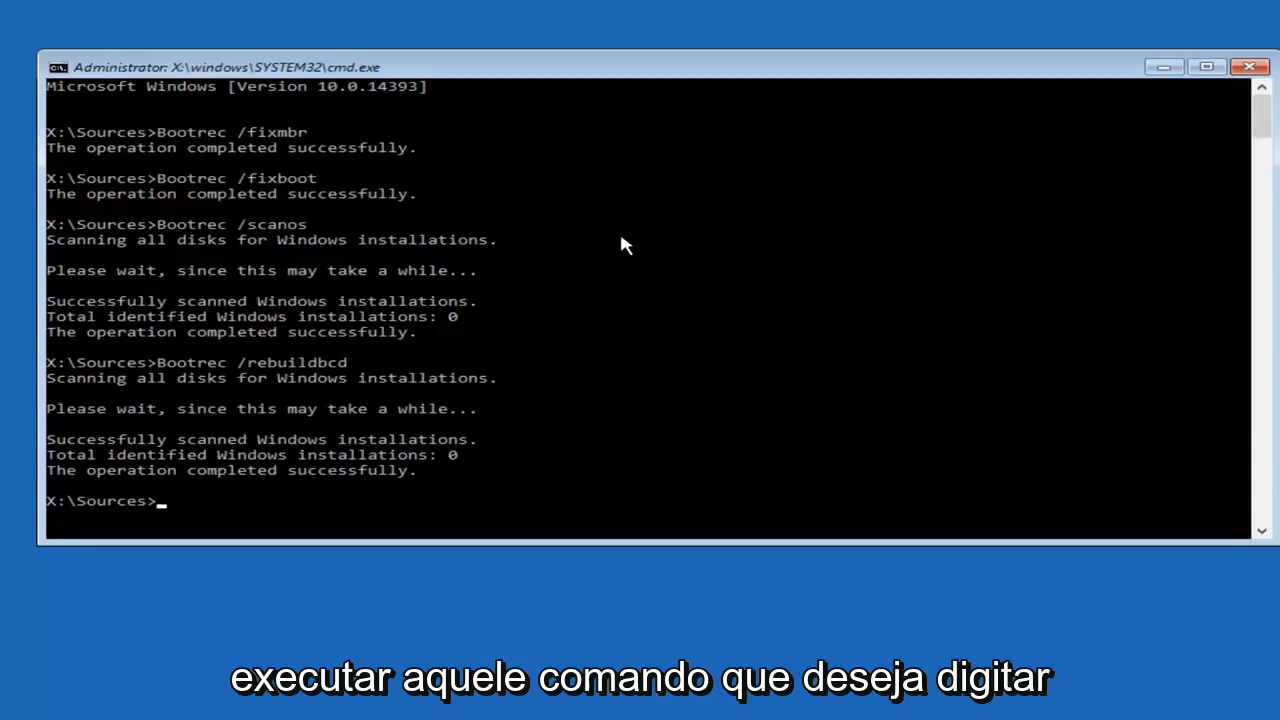 Administrator: X:\windows\SYSTEM32\cmd.exe
Microsoft Windows [Version 10.0.14393]
X:\Sources>Bootrec /fixmbr
The operation completed successfully.
X:\Sources>Bootrec /fixboot
The operation completed successfully.
X:\Sources>Bootrec /scanos
Scanning all disks for Windows installations.
Please wait, since this may take a while...
Successfully scanned Windows installations.
Total identified Windows installations: 0
The operation completed successfully.
X:\Sources>Bootrec /rebuildbcd
Scanning all disks for Windows installations.
Please wait, since this may take a while...
Successfully scanned Windows installations.
Total identified Windows installations: 0
The operation completed successfully.
X:\Sources>_
executar aquele comando que deseja digitar